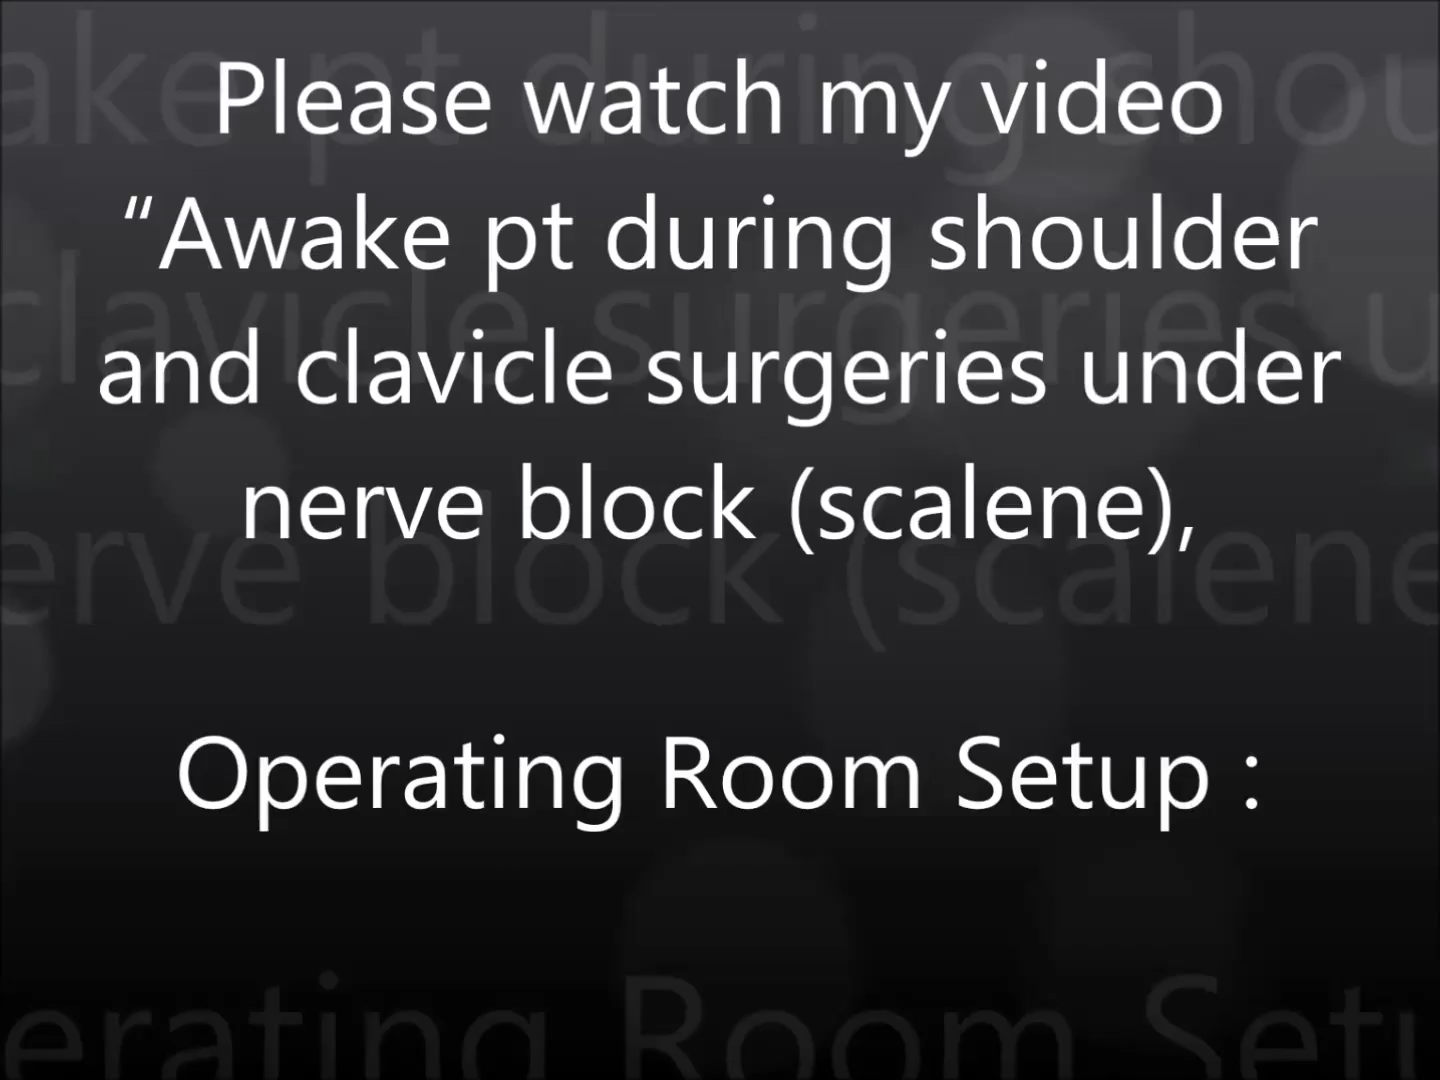 Please watch my video
“Awake pt during shoulder
and clavicle surgeries under
nerve block (scalene),
Operating Room Setup :